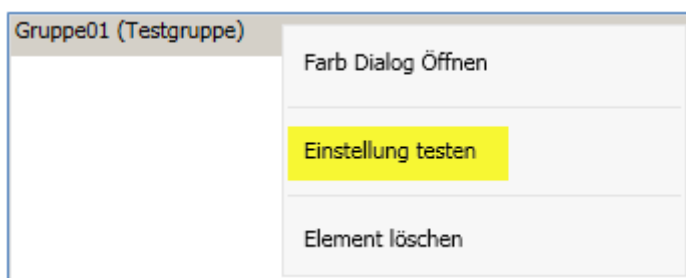 Gruppe01 (Testgruppe)
Farb Dialog Öffnen
Einstellung testen
Element löschen